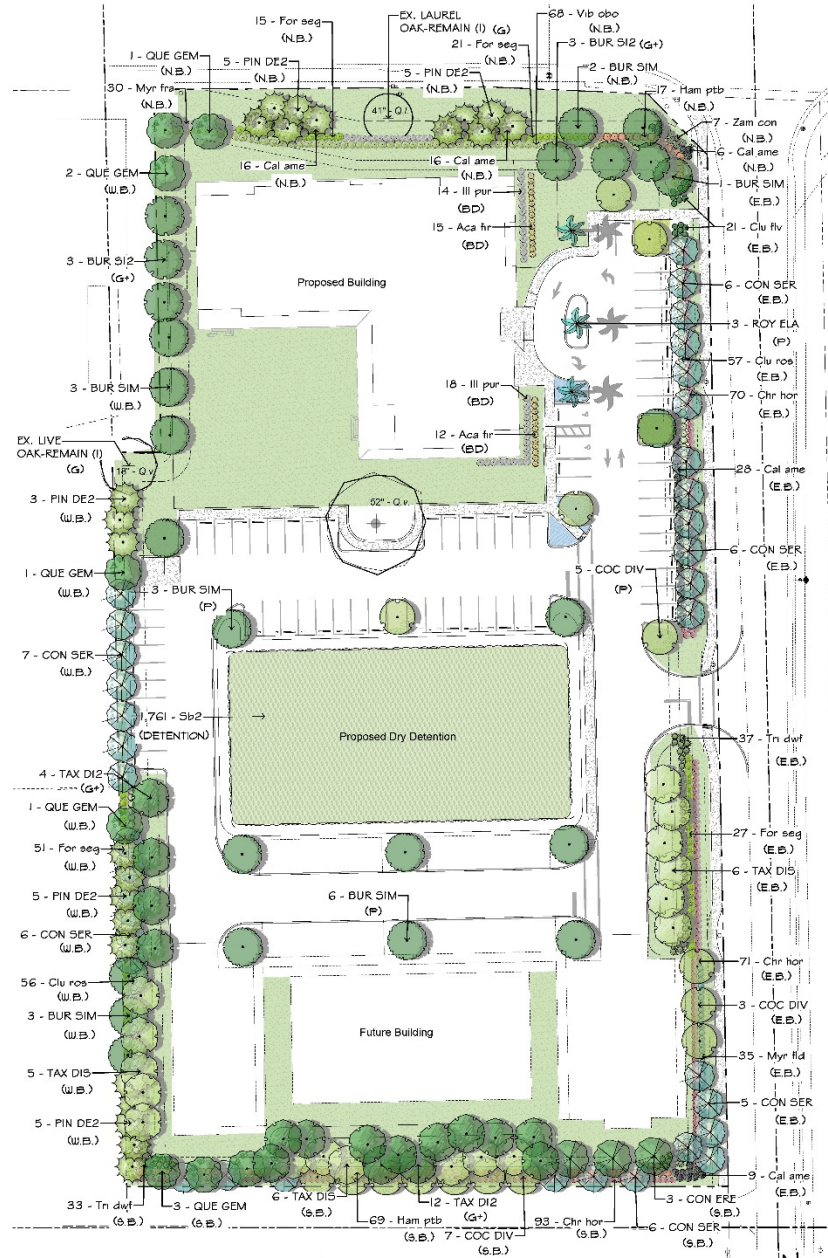 15 - For seg
(N.B.)
EX. LAUREL
OAK-REMAIN (1) (G)
68 - Vib obo
(N.B.)
1 - QUE GEM
(N.B.)
5 - PIN DE2
(N.B.)
21 - For seg
(N.B.)
3 - BUR SI2 (G+)
5 - PIN DE2
(N.B.)
2 - BUR SIM
(N.B.)
30 - Myr fra
(N.B.)
17 - Ham ptb
(N.B.)
41" - Q.l.
7 - Zam con
(N.B.)
6 - Cal ame
(N.B.)
16 - Cal ame
(N.B.)
16 - Cal ame
(N.B.)
2 - QUE GEM
(W.B.)
1 - BUR SIM
(E.B.)
14 - Ill pur
(BD)
15 - Aca fir
(BD)
21 - Clu flv
(E.B.)
3 - BUR SI2
(G+)
Proposed Building
6 - CON SER
(E.B.)
3 - ROY ELA
(P)
57 - Clu ros
(E.B.)
3 - BUR SIM
(W.B.)
18 - Ill pur
(BD)
70 - Chr hor
(E.B.)
12 - Aca fir
(BD)
EX. LIVE
OAK-REMAIN (1)
(G)
18" - Q.v.
28 - Cal ame
(E.B.)
3 - PIN DE2
(W.B.)
52" - Q.v.
6 - CON SER
(E.B.)
1 - QUE GEM
(W.B.)
3 - BUR SIM
(P)
5 - COC DIV
(P)
7 - CON SER
(W.B.)
1,761 - Sb2
(DETENTION)
Proposed Dry Detention
37 - Tri dwf
(E.B.)
4 - TAX DI2
(G+)
1 - QUE GEM
(W.B.)
27 - For seg
(E.B.)
51 - For seg
(W.B.)
6 - TAX DIS
(E.B.)
5 - PIN DE2
(W.B.)
6 - BUR SIM
(P)
6 - CON SER
(W.B.)
71 - Chr hor
(E.B.)
56 - Clu ros
(W.B.)
3 - COC DIV
(E.B.)
3 - BUR SIM
(W.B.)
Future Building
35 - Myr fld
(E.B.)
5 - TAX DIS
(W.B.)
5 - CON SER
(E.B.)
5 - PIN DE2
(W.B.)
9 - Cal ame
(E.B.)
33 - Tri dwf
(S.B.)
3 - QUE GEM
(S.B.)
6 - TAX DIS
(S.B.)
69 - Ham ptb
(S.B.)
12 - TAX DI2
(G+)
7 - COC DIV
(S.B.)
93 - Chr hor
(S.B.)
3 - CON ERE
(S.B.)
6 - CON SER
(S.B.)